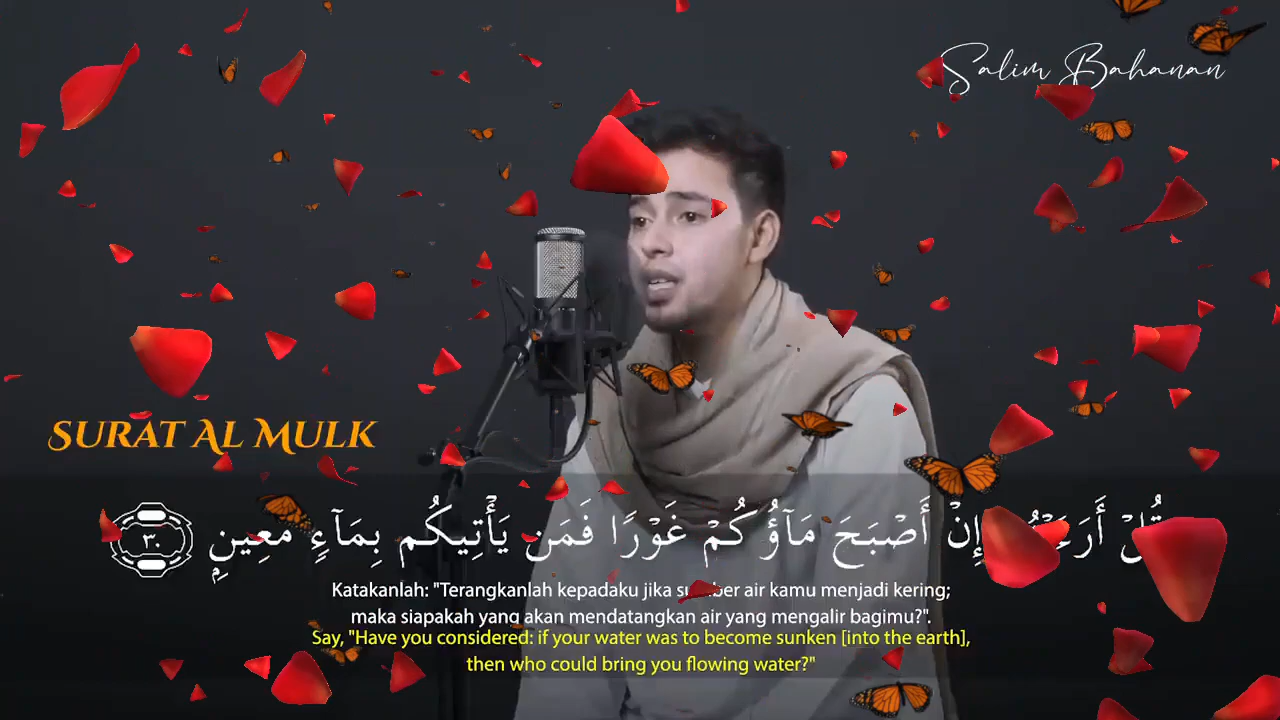 Salim Bahanan
SURAT AL MULK
قُلْ إِنْ أَصْبَحَ مَآؤُكُمْ غَوْرًا فَمَن يَأْتِيكُم بِمَآءٍ مَعِينٍ ٣٠
Katakanlah: "Terangkanlah kepadaku jika sumber air kamu menjadi kering;
maka siapakah yang akan mendatangkan air yang mengalir bagimu?".
Say, "Have you considered: if your water was to become sunken [into the earth],
then who could bring you flowing water?"